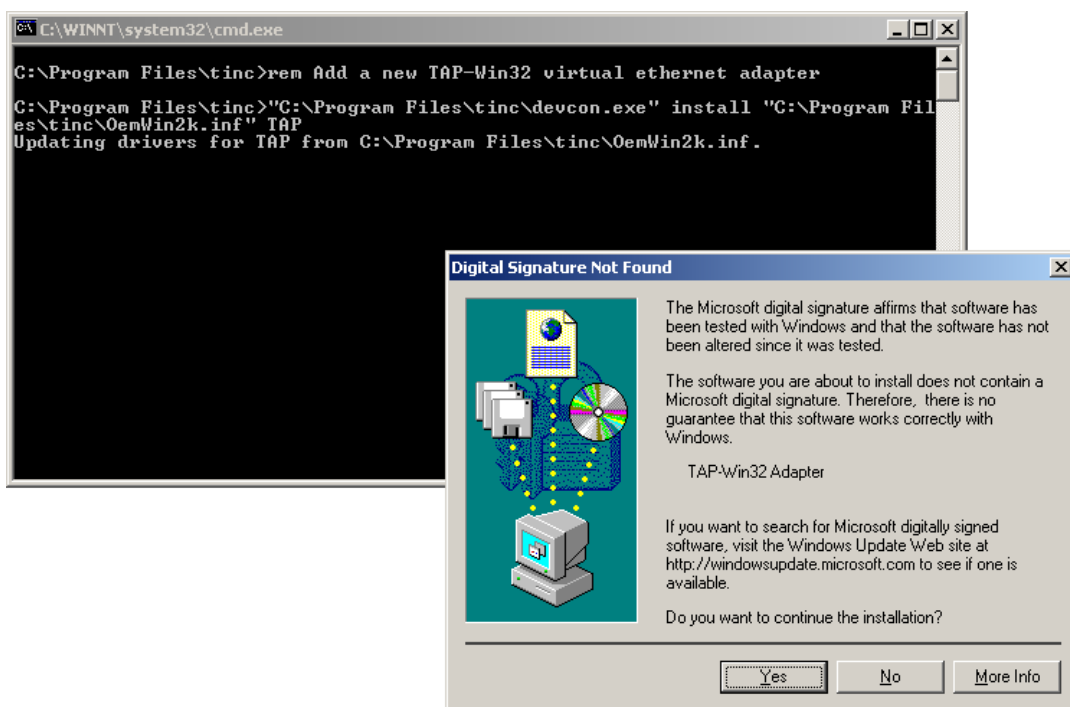 C:\WINNT\system32\cmd.exe
C:\Program Files\tinc>rem Add a new TAP-Win32 virtual ethernet adapter
C:\Program Files\tinc>"C:\Program Files\tinc\devcon.exe" install "C:\Program Fil
es\tinc\OemWin2k.inf" TAP
Updating drivers for TAP from C:\Program Files\tinc\OemWin2k.inf.
Digital Signature Not Found
The Microsoft digital signature affirms that software has
been tested with Windows and that the software has not
been altered since it was tested.
The software you are about to install does not contain a
Microsoft digital signature. Therefore, there is no
guarantee that this software works correctly with
Windows.
TAP-Win32 Adapter
If you want to search for Microsoft digitally signed
software, visit the Windows Update Web site at
http://windowsupdate.microsoft.com to see if one is
available.
Do you want to continue the installation?
Yes
No
More Info